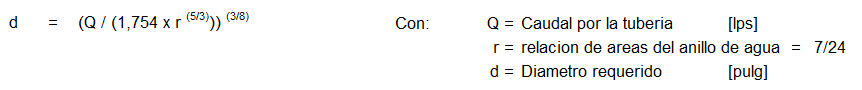 d = (Q / (1,754 x r (5/3))) (3/8) Con: Q = Caudal por la tuberia [lps]
r = relacion de areas del anillo de agua = 7/24
d = Diametro requerido [pulg]